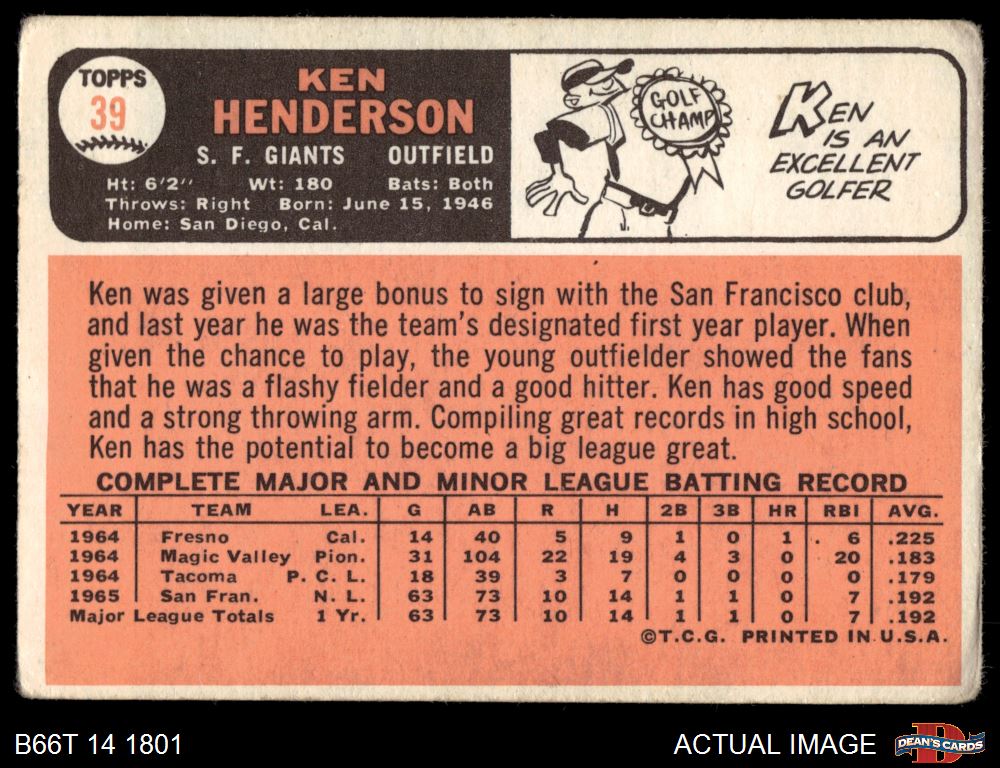 TOPPS
39
KEN
HENDERSON
S. F. GIANTS OUTFIELD
Ht: 6'2" Wt: 180 Bats: Both
Throws: Right Born: June 15, 1946
Home: San Diego, Cal.
GOLF
CHAMP
KEN
IS AN
EXCELLENT
GOLFER
Ken was given a large bonus to sign with the San Francisco club,
and last year he was the team's designated first year player. When
given the chance to play, the young outfielder showed the fans
that he was a flashy fielder and a good hitter. Ken has good speed
and a strong throwing arm. Compiling great records in high school,
Ken has the potential to become a big league great.
COMPLETE MAJOR AND MINOR LEAGUE BATTING RECORD
YEAR TEAM LEA. G AB R H 2B 3B HR RBI AVG.
1964 Fresno Cal. 14 40 5 9 1 0 1 6 .225
1964 Magic Valley Pion. 31 104 22 19 4 3 0 20 .183
1964 Tacoma P. C. L. 18 39 3 7 0 0 0 0 .179
1965 San Fran. N. L. 63 73 10 14 1 1 0 7 .192
Major League Totals 1 Yr. 63 73 10 14 1 1 0 7 .192
©T.C.G. PRINTED IN U.S.A.
B66T 14 1801
ACTUAL IMAGE
D
DEAN'S CARDS